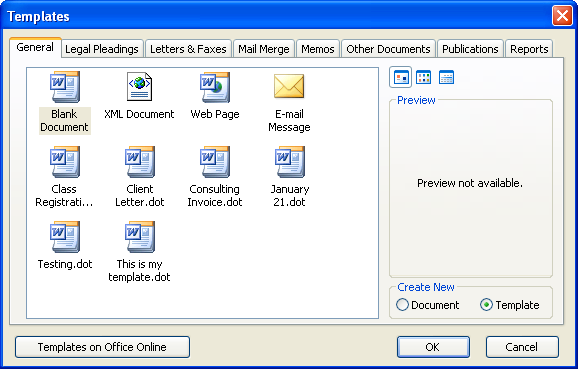 Templates
General Legal Pleadings Letters & Faxes Mail Merge Memos Other Documents Publications Reports
Blank Document
XML Document
Web Page
E-mail Message
Class Registrati...
Client Letter.dot
Consulting Invoice.dot
January 21.dot
Testing.dot
This is my template.dot
Preview
Preview not available.
Create New
Document Template
Templates on Office Online
OK Cancel